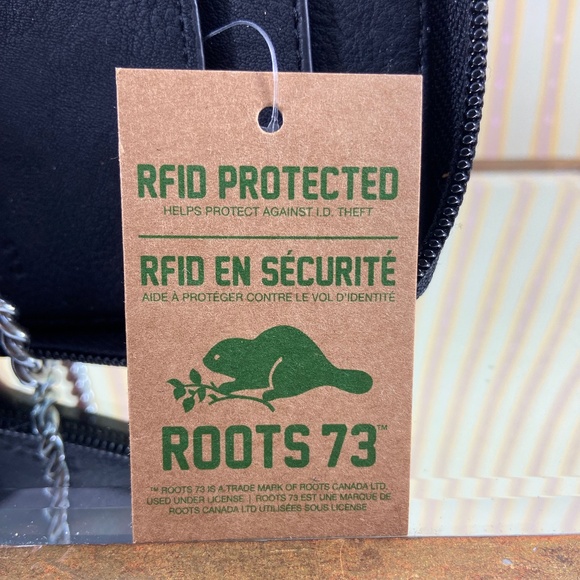 RFID PROTECTED
HELPS PROTECT AGAINST I.D. THEFT
RFID EN SÉCURITÉ
AIDE À PROTÉGER CONTRE LE VOL D'IDENTITÉ
ROOTS 73™
™ ROOTS 73 IS A TRADE MARK OF ROOTS CANADA LTD.
USED UNDER LICENSE | ROOTS 73 EST UNE MARQUE DE
ROOTS CANADA LTD UTILISÉES SOUS LICENSE